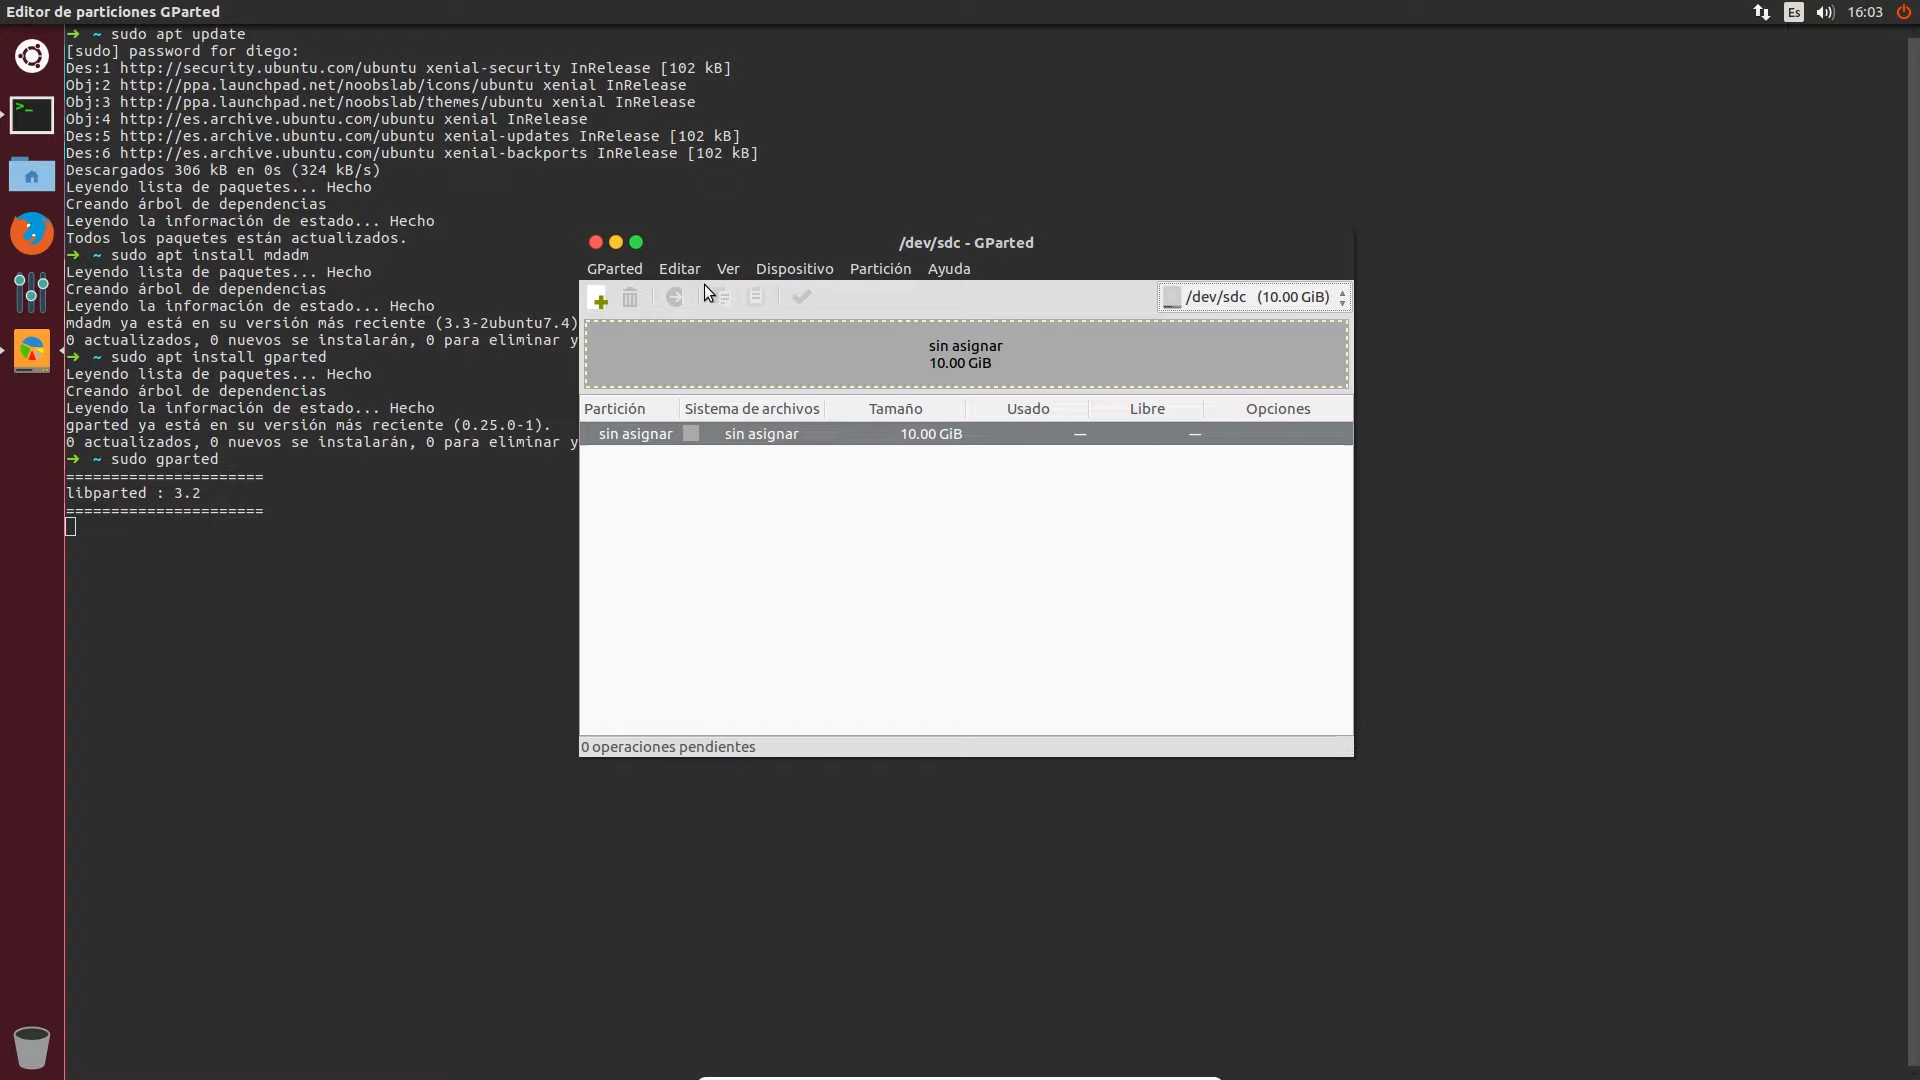 Editor de particiones GParted
Es
16:03
➜ ~ sudo apt update
[sudo] password for diego:
Des:1 http://security.ubuntu.com/ubuntu xenial-security InRelease [102 kB]
Obj:2 http://ppa.launchpad.net/noobslab/icons/ubuntu xenial InRelease
Obj:3 http://ppa.launchpad.net/noobslab/themes/ubuntu xenial InRelease
Obj:4 http://es.archive.ubuntu.com/ubuntu xenial InRelease
Des:5 http://es.archive.ubuntu.com/ubuntu xenial-updates InRelease [102 kB]
Des:6 http://es.archive.ubuntu.com/ubuntu xenial-backports InRelease [102 kB]
Descargados 306 kB en 0s (324 kB/s)
Leyendo lista de paquetes... Hecho
Creando árbol de dependencias
Leyendo la información de estado... Hecho
Todos los paquetes están actualizados.
➜ ~ sudo apt install mdadm
Leyendo lista de paquetes... Hecho
Creando árbol de dependencias
Leyendo la información de estado... Hecho
mdadm ya está en su versión más reciente (3.3-2ubuntu7.4)
0 actualizados, 0 nuevos se instalarán, 0 para eliminar y
➜ ~ sudo apt install gparted
Leyendo lista de paquetes... Hecho
Creando árbol de dependencias
Leyendo la información de estado... Hecho
gparted ya está en su versión más reciente (0.25.0-1).
0 actualizados, 0 nuevos se instalarán, 0 para eliminar y
➜ ~ sudo gparted
======================
libparted : 3.2
======================
/dev/sdc - GParted
GParted Editar Ver Dispositivo Partición Ayuda
/dev/sdc (10.00 GiB)
sin asignar
10.00 GiB
Partición Sistema de archivos Tamaño Usado Libre Opciones
sin asignar sin asignar 10.00 GiB — —
0 operaciones pendientes